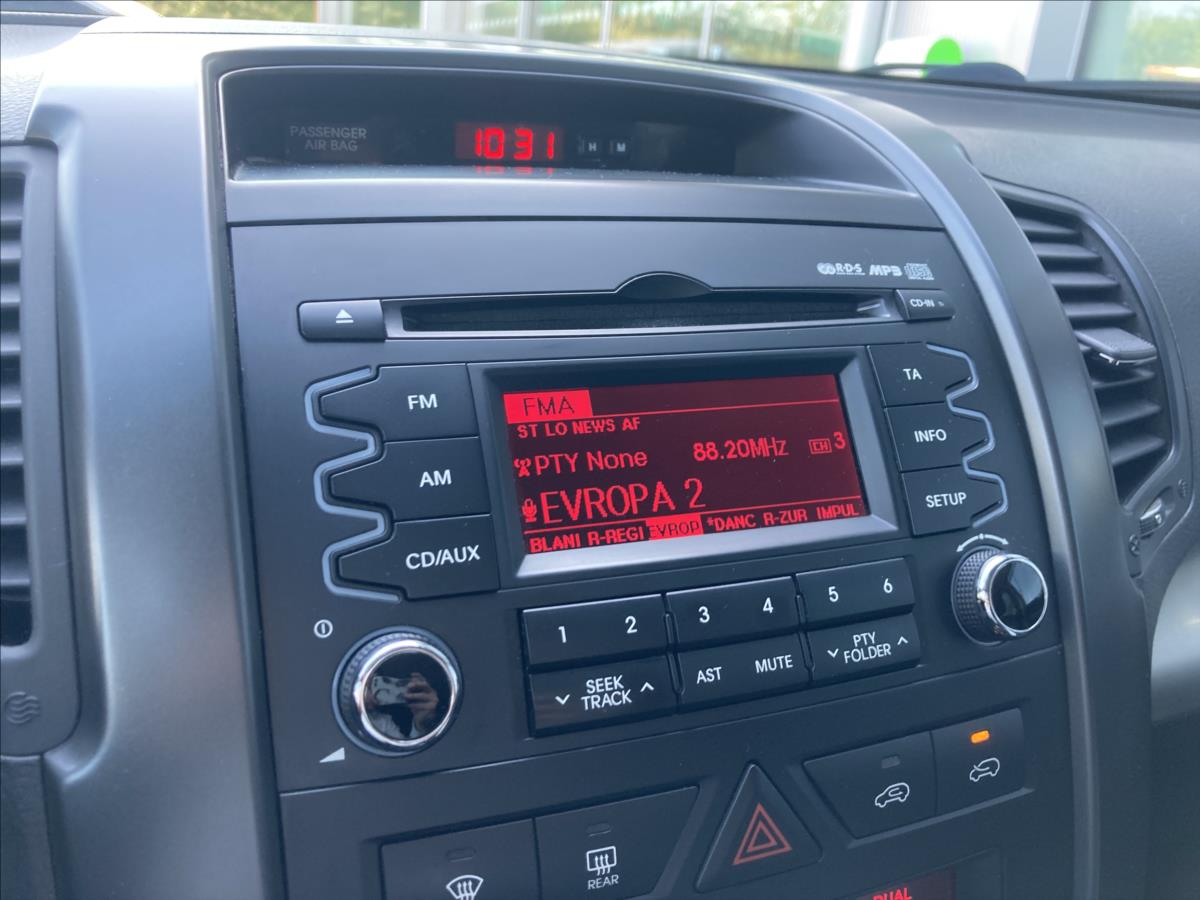 PASSENGER
AIR BAG
10 31
H M
R·D·S MP3
CD-IN
FM
AM
CD/AUX
FMA
ST LO NEWS AF
PTY None 88.20MHz CH 3
EVROPA 2
BLANI R-REGI EVROP *DANC R-ZUR IMPUL
TA
INFO
SETUP
1 2 3 4 5 6
SEEK
TRACK
AST MUTE
PTY
FOLDER
REAR
DUAL